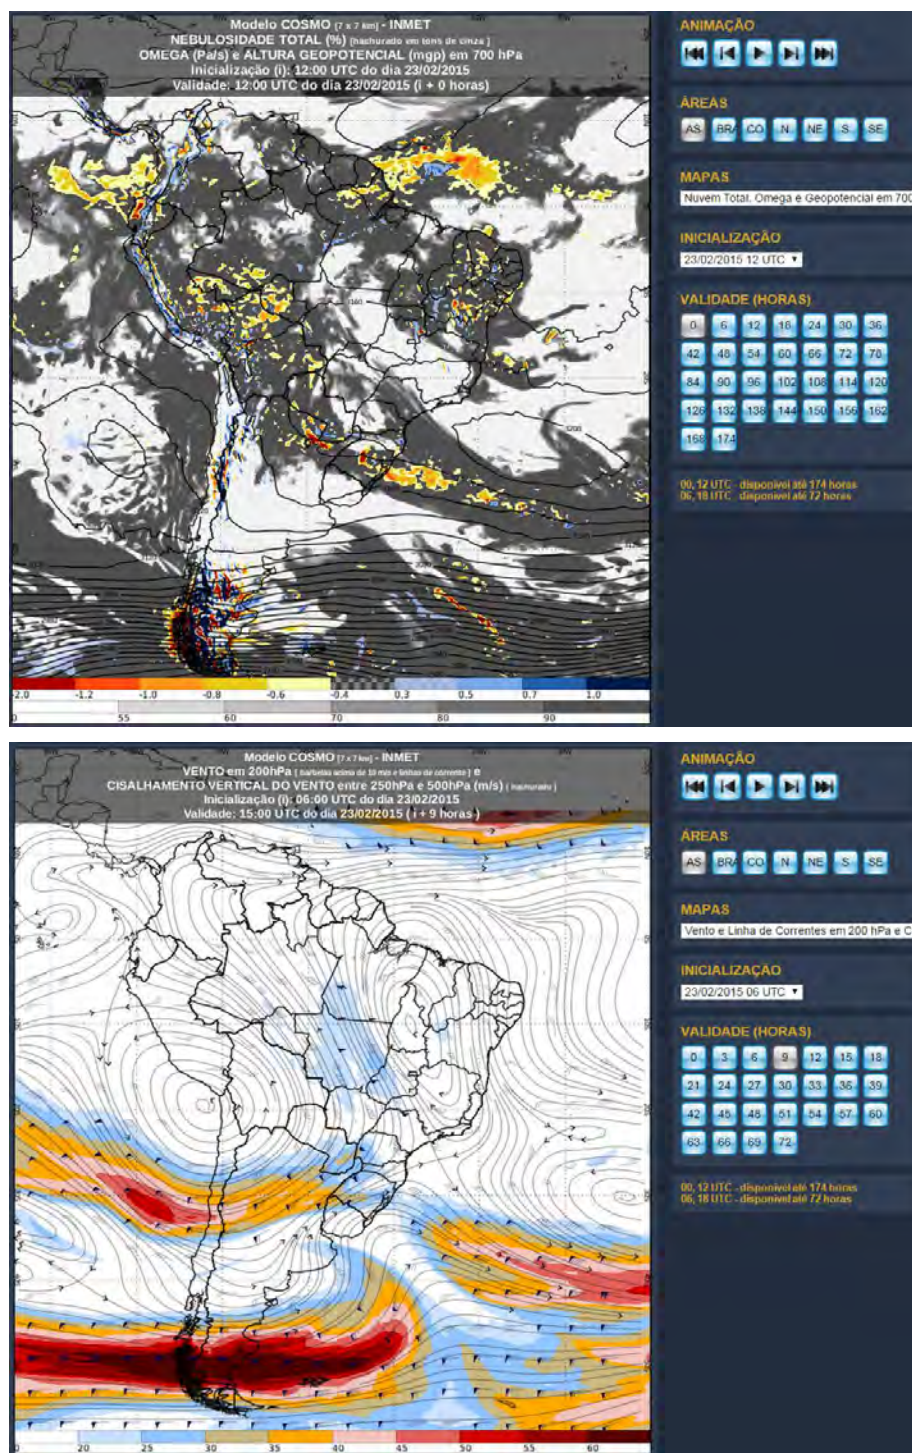 Modelo COSMO [7 x 7 km] - INMET
NEBULOSIDADE TOTAL (%) [hachurado em tons de cinza]
OMEGA (Pa/s) e ALTURA GEOPOTENCIAL (mgp) em 700 hPa
Inicialização (i): 12:00 UTC do dia 23/02/2015
Validade: 12:00 UTC do dia 23/02/2015 (i + 0 horas)
-2.0 -1.2 -1.0 -0.8 -0.6 -0.4 0.3 0.5 0.7 1.0
0 55 60 70 80 90
ANIMAÇÃO
ÁREAS
AS BRA CO N NE S SE
MAPAS
Nuvem Total, Omega e Geopotencial em 700
INICIALIZAÇÃO
23/02/2015 12 UTC
VALIDADE (HORAS)
0 6 12 18 24 30 36
42 48 54 60 66 72 78
84 90 96 102 108 114 120
126 132 138 144 150 156 162
168 174
00, 12 UTC - disponível até 174 horas
06, 18 UTC - disponível até 72 horas
Modelo COSMO [7 x 7 km] - INMET
VENTO em 200hPa ( barbelas acima de 10 m/s e linhas de corrente ) e
CISALHAMENTO VERTICAL DO VENTO entre 250hPa e 500hPa (m/s) ( hachurado )
Inicialização (i): 06:00 UTC do dia 23/02/2015
Validade: 15:00 UTC do dia 23/02/2015 ( i + 9 horas )
0 20 25 30 35 40 45 50 55 60
ANIMAÇÃO
ÁREAS
AS BRA CO N NE S SE
MAPAS
Vento e Linha de Correntes em 200 hPa e C
INICIALIZAÇÃO
23/02/2015 06 UTC
VALIDADE (HORAS)
0 3 6 9 12 15 18
21 24 27 30 33 36 39
42 45 48 51 54 57 60
63 66 69 72
00, 12 UTC - disponível até 174 horas
06, 18 UTC - disponível até 72 horas